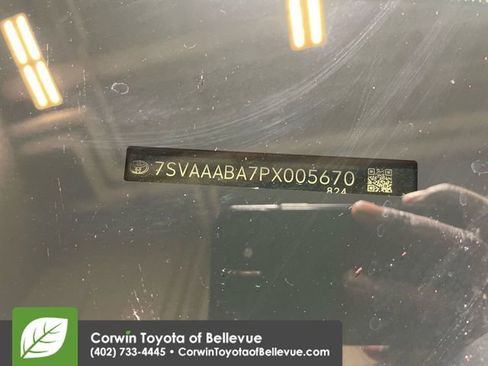 7SVAAABA7PX005670
824
Corwin Toyota of Bellevue
(402) 733-4445 • CorwinToyotaofBellevue.com